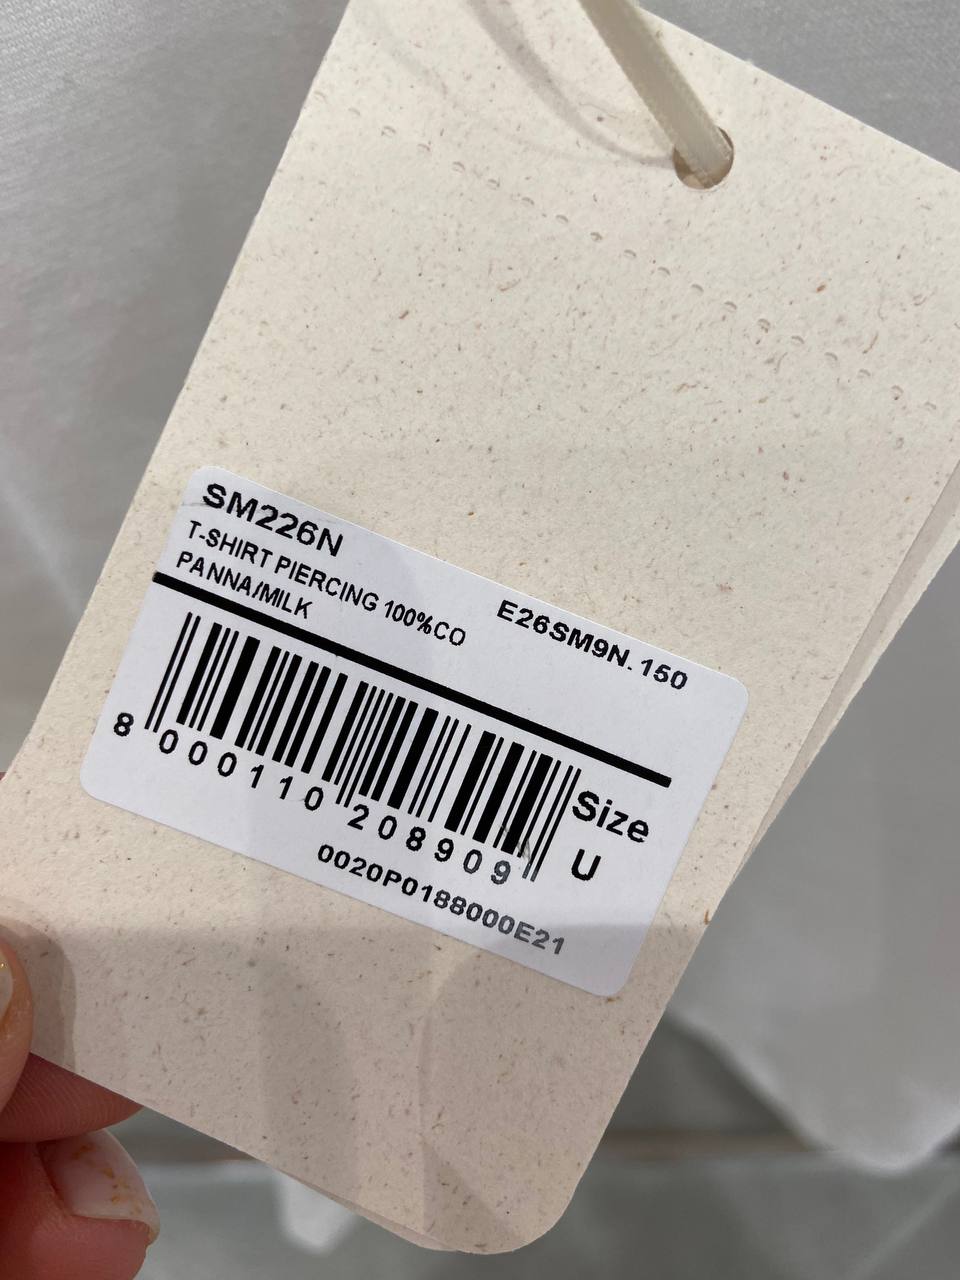 SM226N
T-SHIRT PIERCING 100%CO
PANNA/MILK
E26SM9N.150
8 000110 208909
Size
U
0020P0188000E21